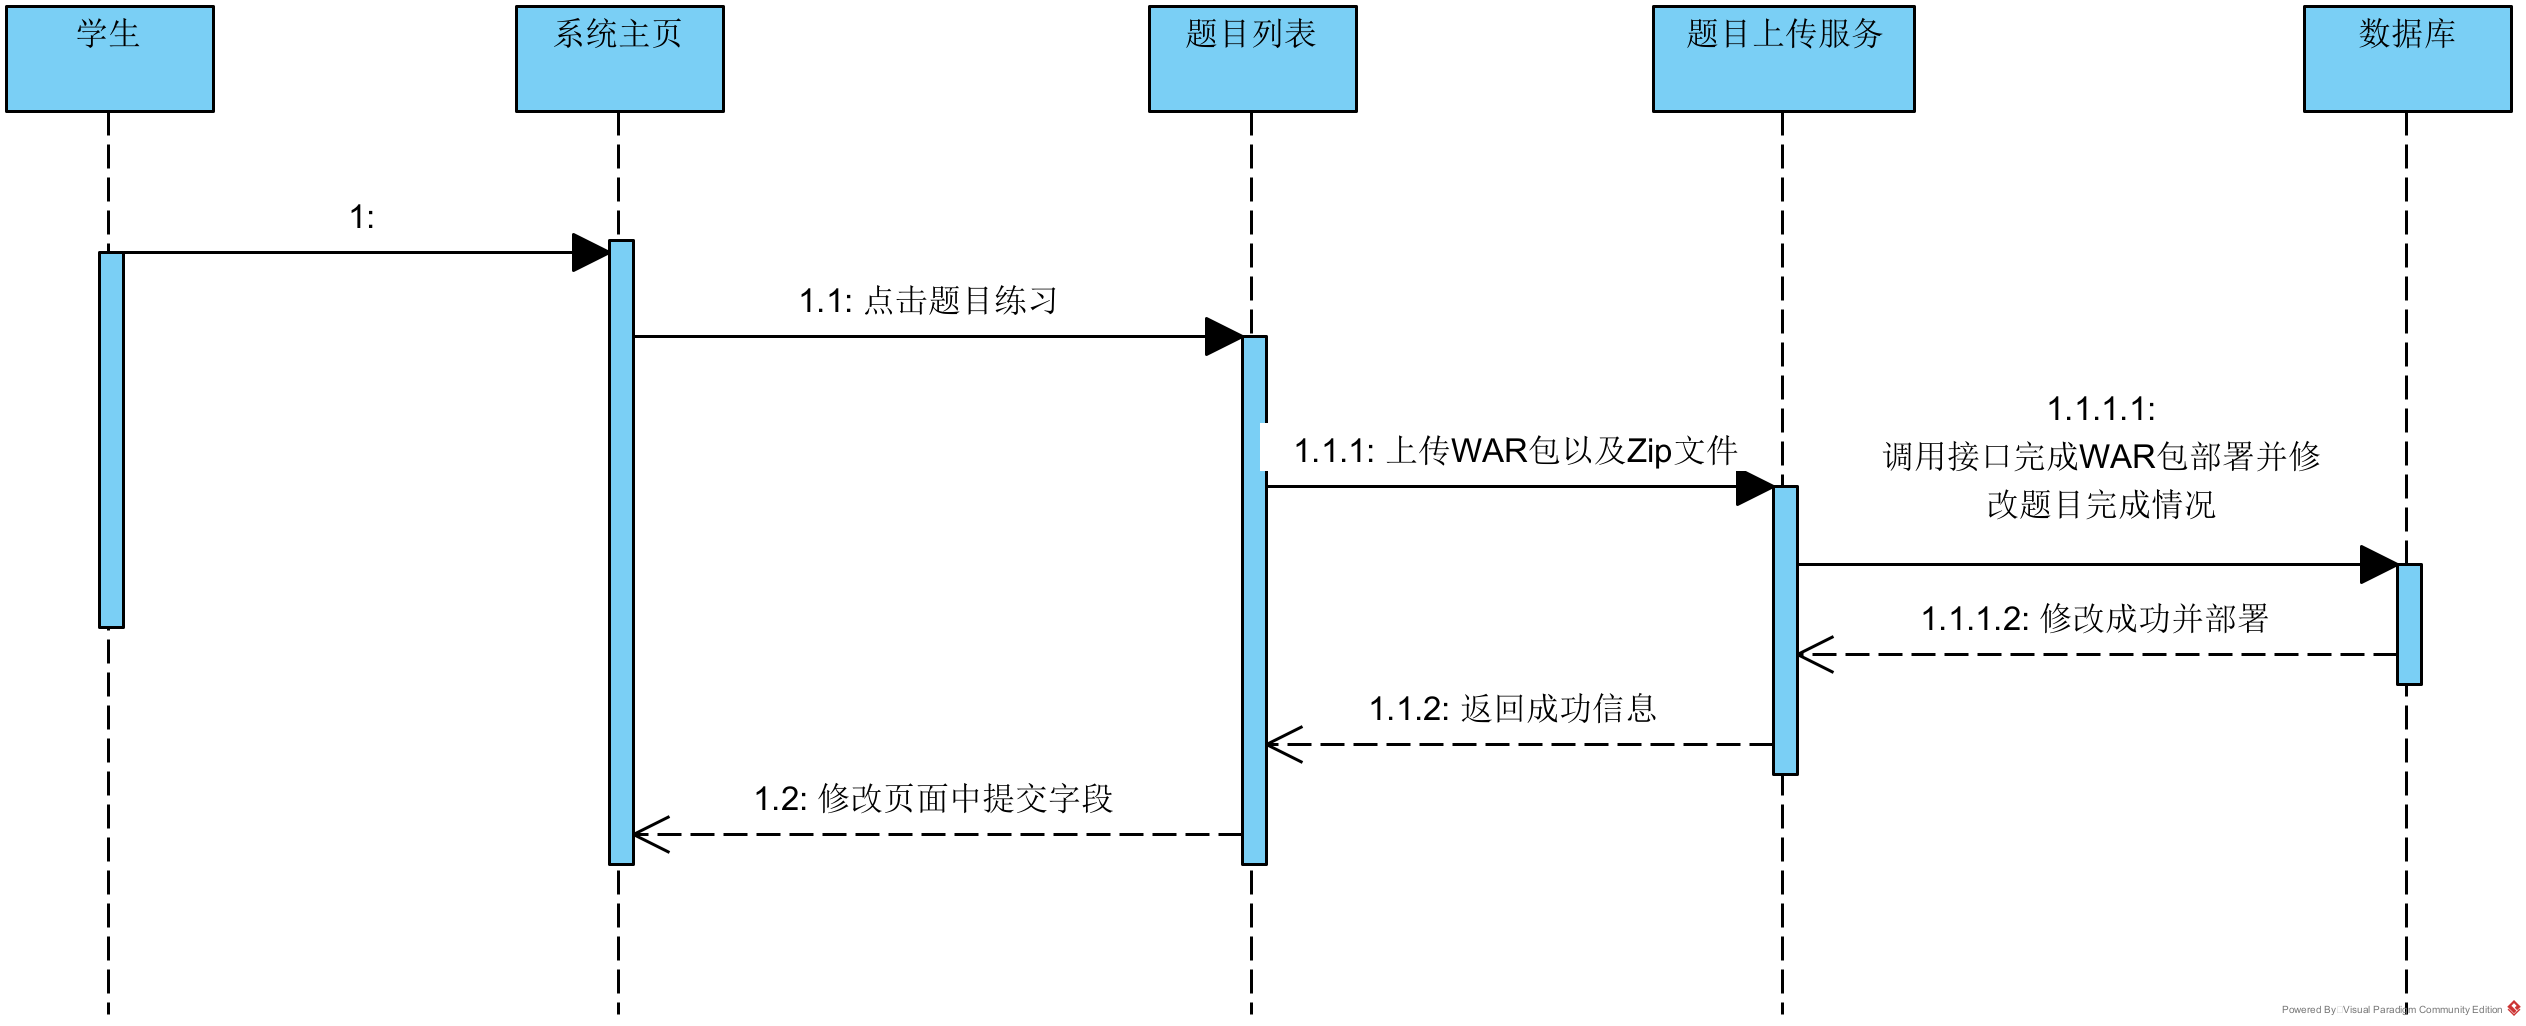 学生
系统主页
题目列表
题目上传服务
数据库
1:
1.1: 点击题目练习
1.1.1: 上传WAR包以及Zip文件
1.1.1.1:
调用接口完成WAR包部署并修
改题目完成情况
1.1.1.2: 修改成功并部署
1.1.2: 返回成功信息
1.2: 修改页面中提交字段
Powered By Visual Paradigm Community Edition